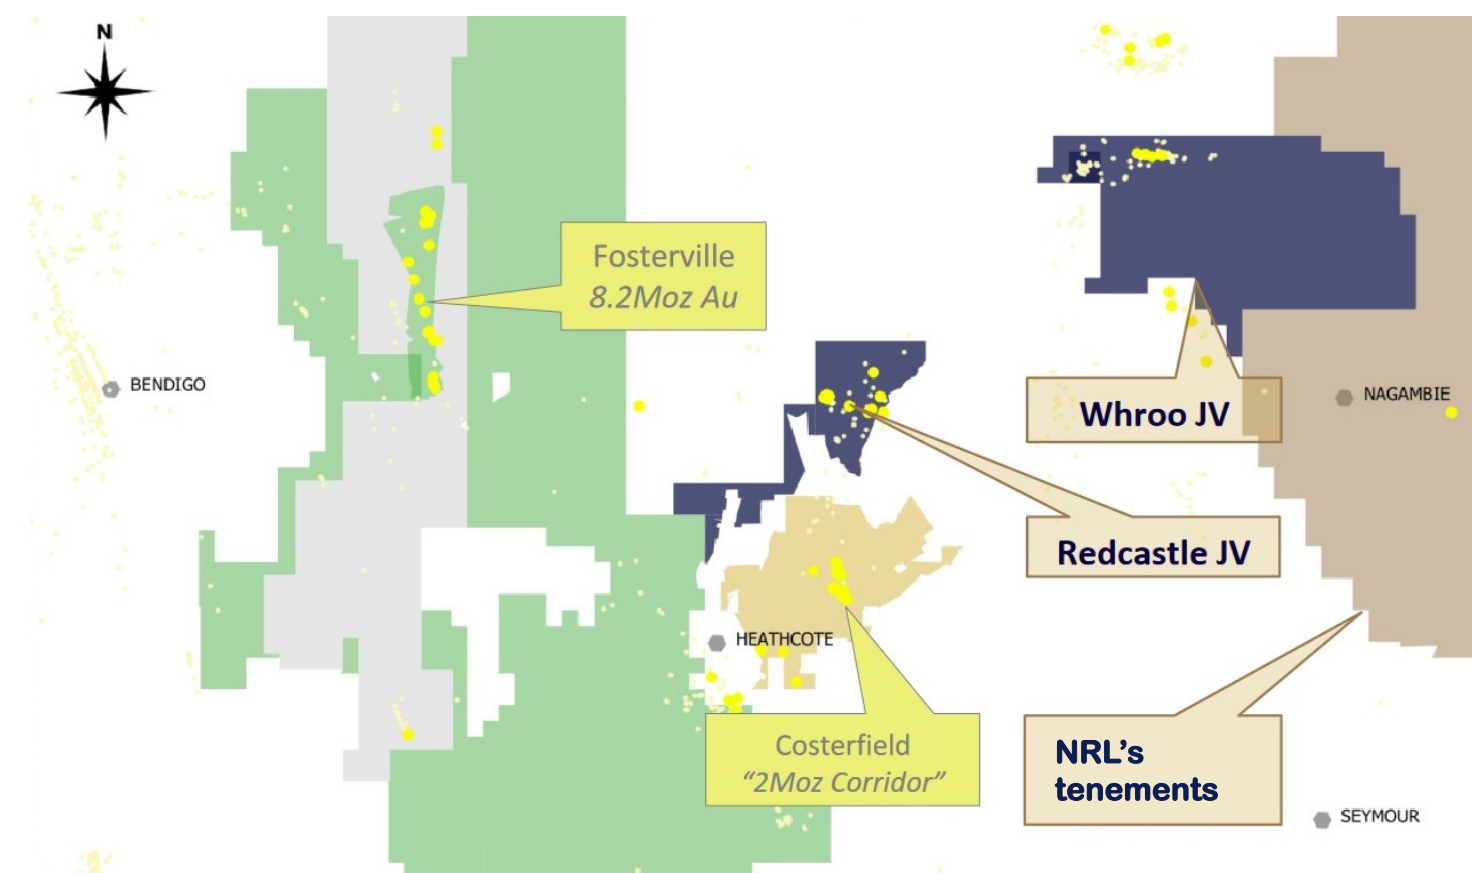 N
Fosterville
8.2Moz Au
BENDIGO
NAGAMBIE
Whroo JV
Redcastle JV
HEATHCOTE
Costerfield
“2Moz Corridor”
NRL’s
tenements
SEYMOUR